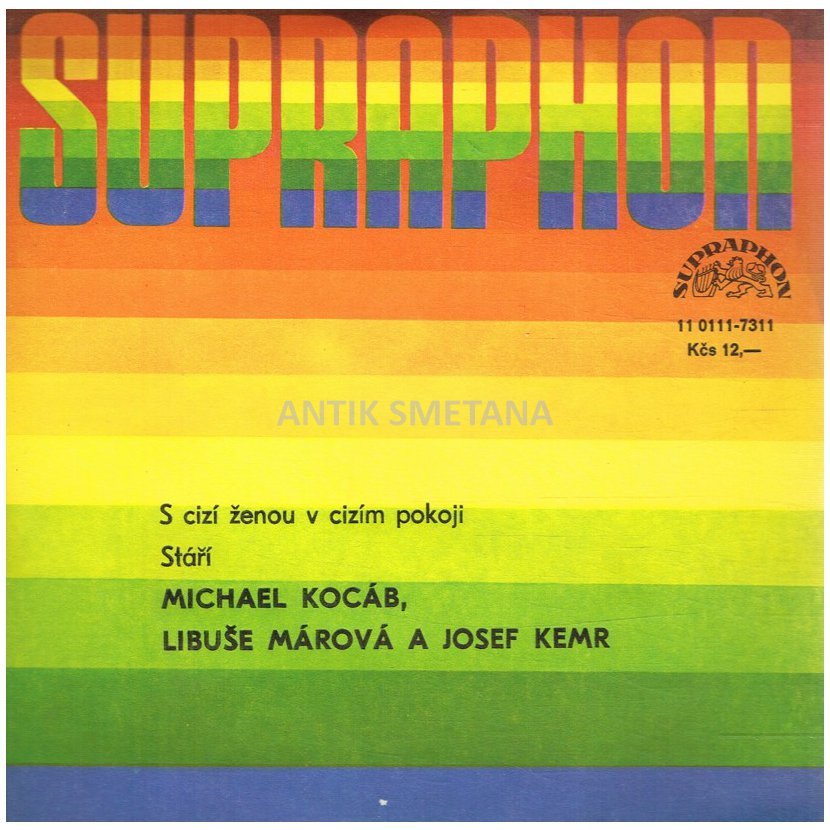 SUPRAPHON
SUPRAPHON
11 0111-7311
Kčs 12,—
ANTIK SMETANA
S cizí ženou v cizím pokoji
Stáří
MICHAEL KOCÁB,
LIBUŠE MÁROVÁ A JOSEF KEMR